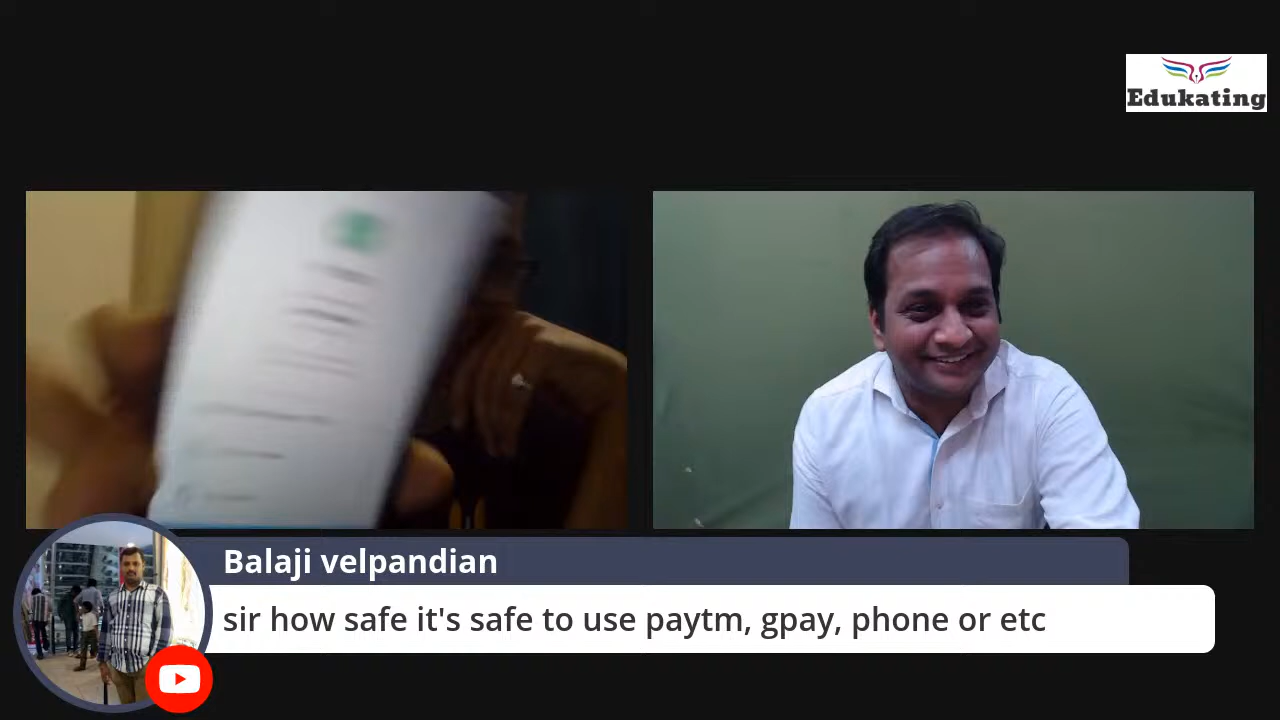 Edukating
Balaji velpandian
sir how safe it's safe to use paytm, gpay, phone or etc